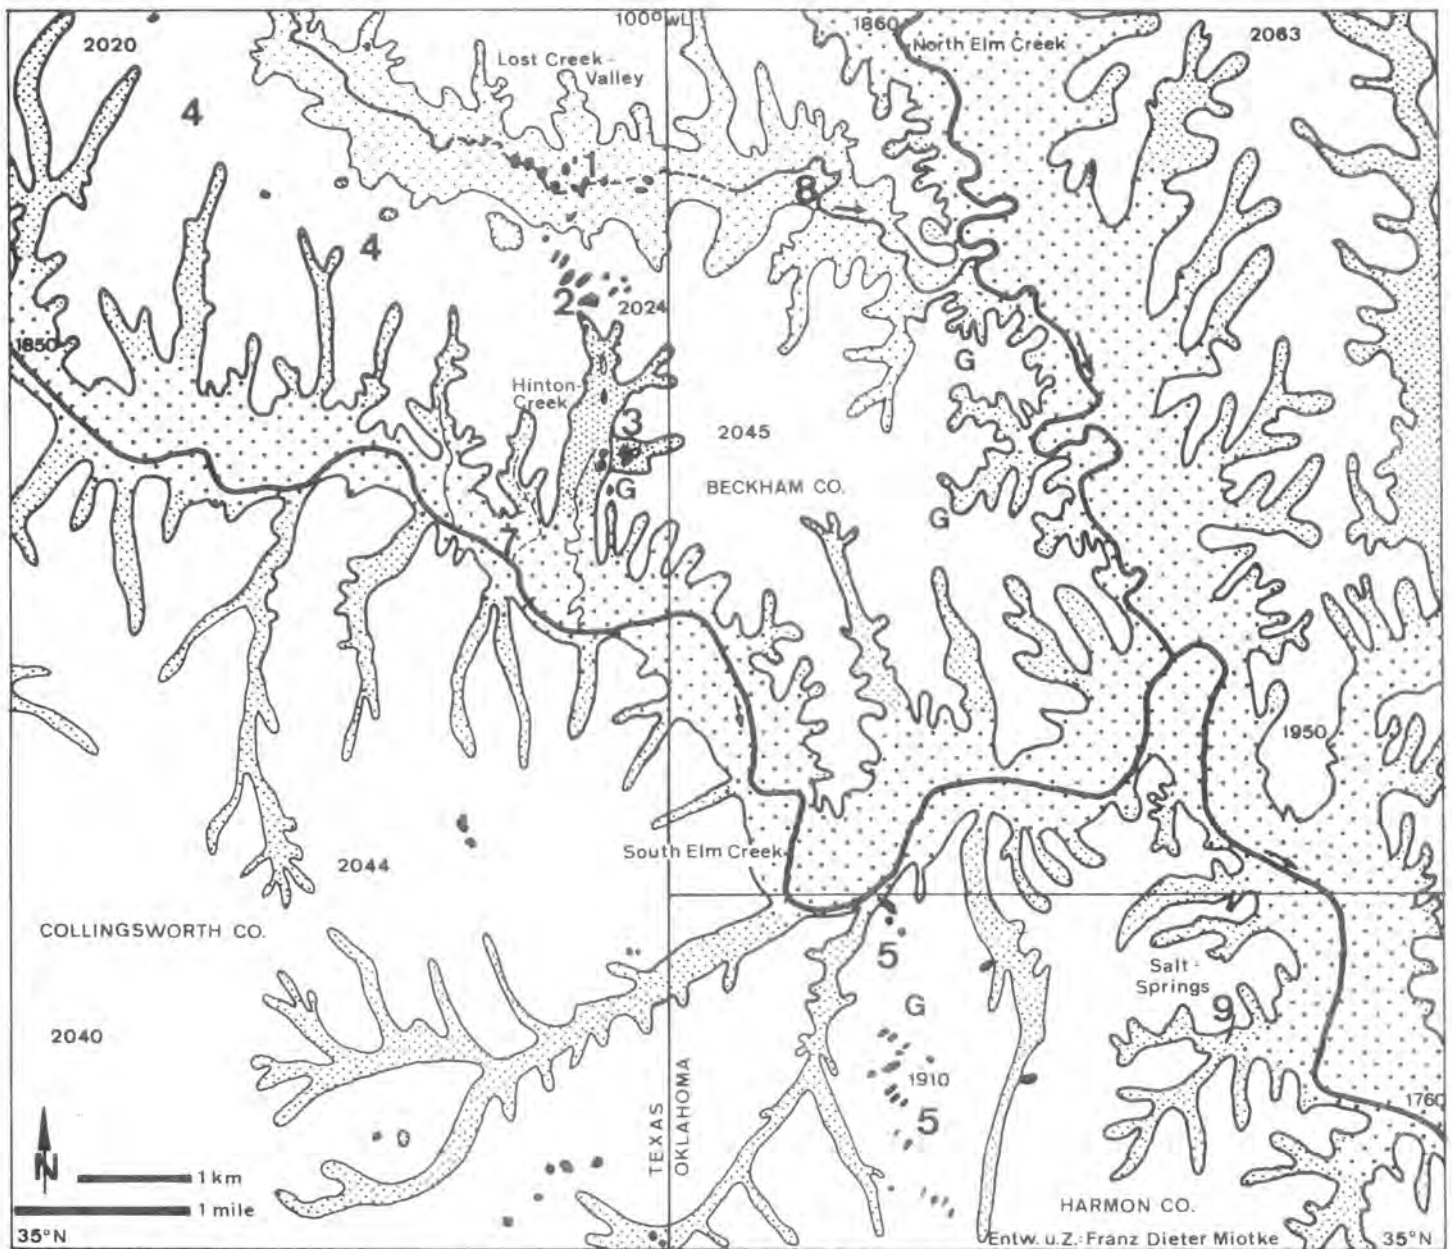 100° wL
1860
2020
North Elm Creek
2063
Lost Creek-
Valley
4
1
8
4
2
2024
1850
G
Hinton-
Creek
3
2045
BECKHAM CO.
G
G
7
1950
South Elm Creek
2044
COLLINGSWORTH CO.
5
Salt
Springs
G
9
2040
1910
TEXAS
OKLAHOMA
5
1760
N
1 km
1 mile
HARMON CO.
35°N
Entw. u. Z.: Franz Dieter Miotke
35°N